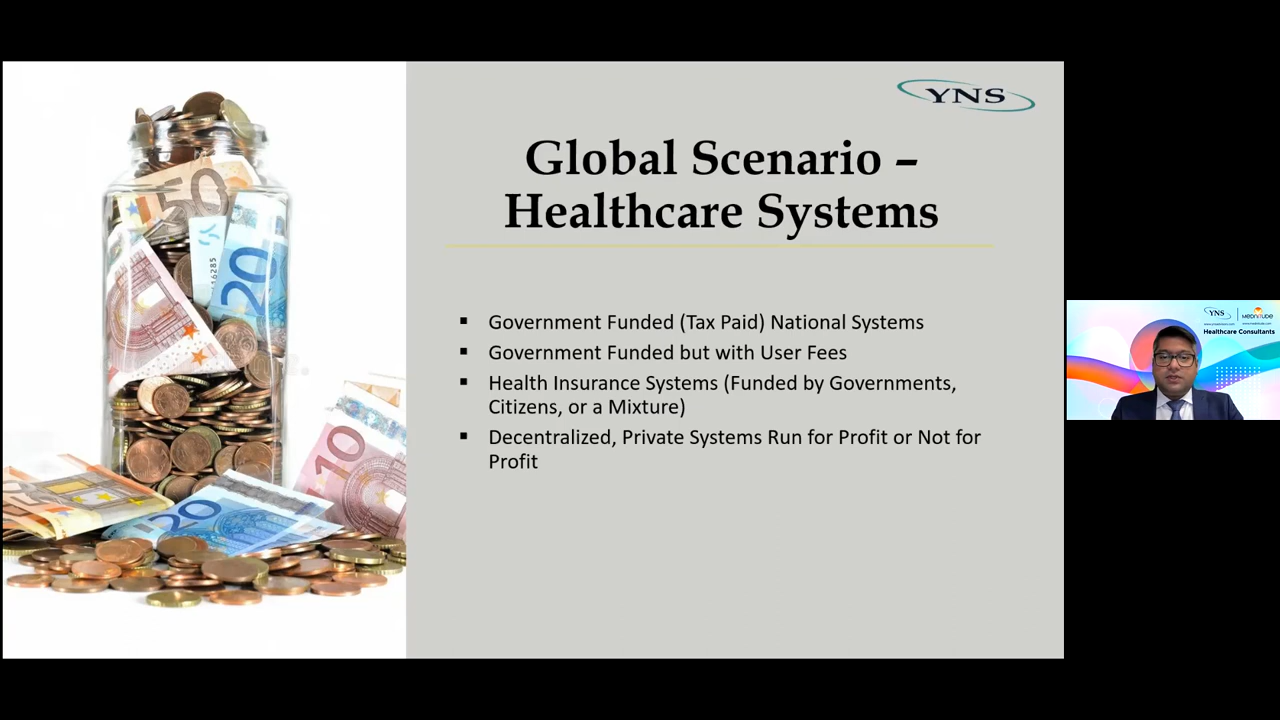 YNS
Global Scenario –
Healthcare Systems
▪ Government Funded (Tax Paid) National Systems
▪ Government Funded but with User Fees
▪ Health Insurance Systems (Funded by Governments,
Citizens, or a Mixture)
▪ Decentralized, Private Systems Run for Profit or Not for
Profit
50
20
16285
10
20
YNS
Healthcare Consultants